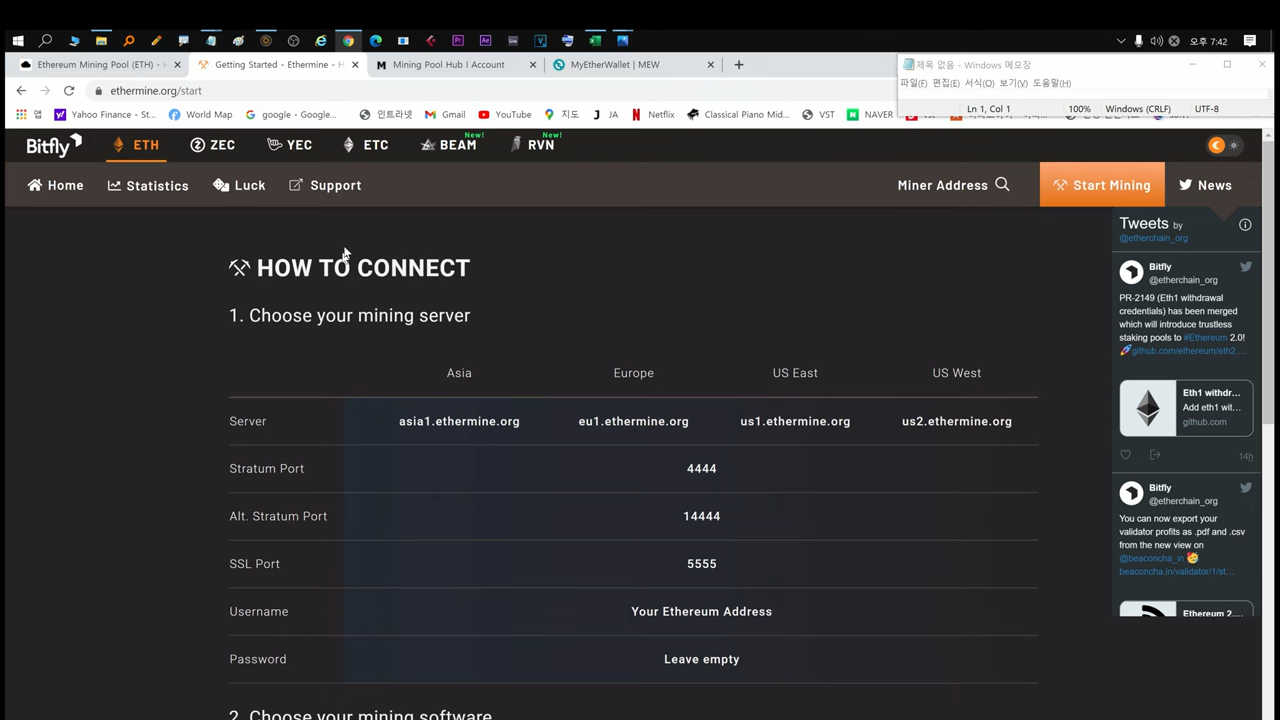 오후 7:42
Ethereum Mining Pool (ETH) - H
Getting Started - Ethermine - H
Mining Pool Hub | Account
MyEtherWallet | MEW
제목 없음 - Windows 메모장
파일(F) 편집(E) 서식(O) 보기(V) 도움말(H)
Ln 1, Col 1
100%
Windows (CRLF)
UTF-8
ethermine.org/start
앱
Yahoo Finance - St...
World Map
google - Google...
인트라넷
Gmail
YouTube
지도
JA
Netflix
Classical Piano Mid...
VST
NAVER
Bitfly
ETH
ZEC
YEC
ETC
BEAM
New!
RVN
New!
Home
Statistics
Luck
Support
Miner Address
Start Mining
News
HOW TO CONNECT
1. Choose your mining server
Asia Europe US East US West
Server asia1.ethermine.org eu1.ethermine.org us1.ethermine.org us2.ethermine.org
Stratum Port 4444
Alt. Stratum Port 14444
SSL Port 5555
Username Your Ethereum Address
Password Leave empty
2. Choose your mining software
Tweets by
@etherchain_org
Bitfly
@etherchain_org
PR-2149 (Eth1 withdrawal
credentials) has been merged
which will introduce trustless
staking pools to #Ethereum 2.0!
github.com/ethereum/eth2....
Eth1 withdr...
Add eth1 wit...
github.com
14h
Bitfly
@etherchain_org
You can now export your
validator profits as .pdf and .csv
from the new view on
@beaconcha_in
beaconcha.in/validator/1/st...
Ethereum 2....